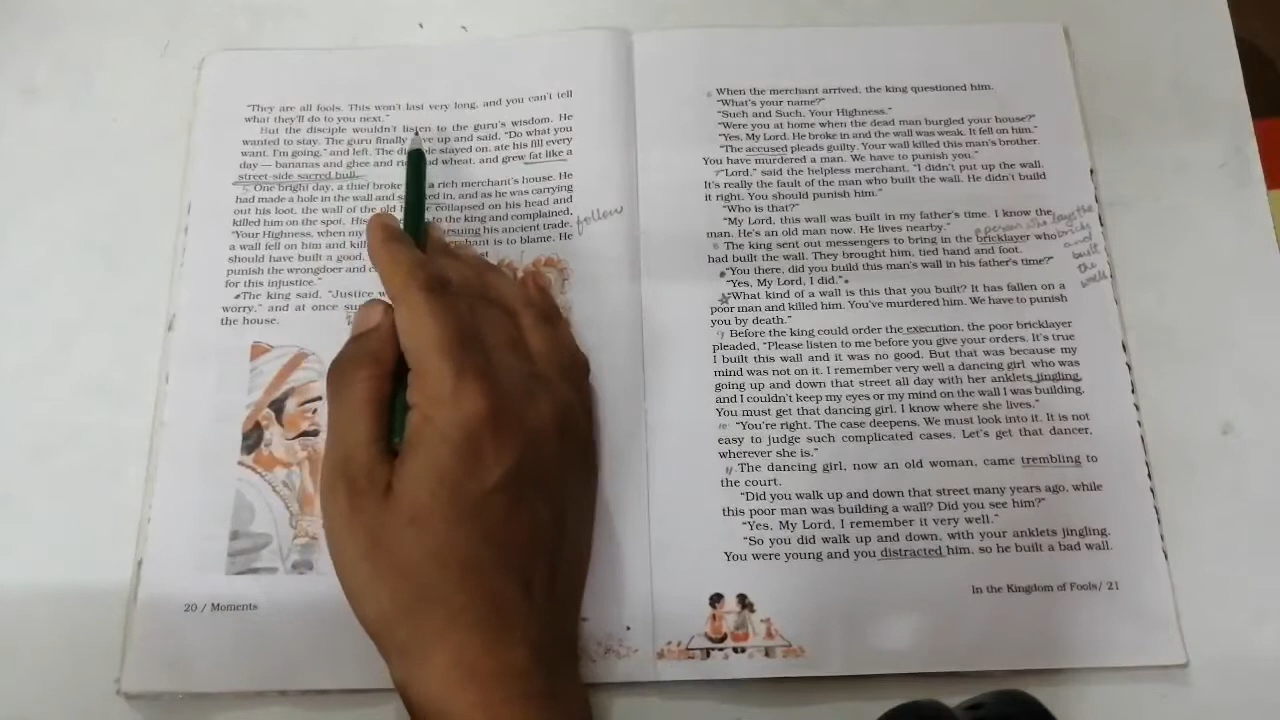 "They are all fools. This won't last very long, and you can't tell
what they'll do to you next."
But the disciple wouldn't listen to the guru's wisdom. He
wanted to stay. The guru finally up and said, "Do what you
want. I'm going," and left. The stayed on, ate his fill every
day — bananas and ghee and and wheat, and grew fat like a
street-side sacred bull.
One bright day, a thief broke a rich merchant's house. He
had made a hole in the wall and in, and as he was carrying
out his loot, the wall of the old collapsed on his head and
killed him on the spot. His to the king and complained,
"Your Highness, when my his ancient trade,
a wall fell on him and is to blame. He
should have built a good,
punish the wrongdoer and
for this injustice."
The king said, "Justice
worry," and at once
the house.
follow
20 / Moments
When the merchant arrived, the king questioned him.
"What's your name?"
"Such and Such, Your Highness."
"Were you at home when the dead man burgled your house?"
"Yes, My Lord. He broke in and the wall was weak. It fell on him."
"The accused pleads guilty. Your wall killed this man's brother.
You have murdered a man. We have to punish you."
"Lord," said the helpless merchant, "I didn't put up the wall.
It's really the fault of the man who built the wall. He didn't build
it right. You should punish him."
"Who is that?"
"My Lord, this wall was built in my father's time. I know the
man. He's an old man now. He lives nearby."
The king sent out messengers to bring in the bricklayer who
had built the wall. They brought him, tied hand and foot.
"You there, did you build this man's wall in his father's time?"
"Yes, My Lord, I did."
"What kind of a wall is this that you built? It has fallen on a
poor man and killed him. You've murdered him. We have to punish
you by death."
Before the king could order the execution, the poor bricklayer
pleaded, "Please listen to me before you give your orders. It's true
I built this wall and it was no good. But that was because my
mind was not on it. I remember very well a dancing girl who was
going up and down that street all day with her anklets jingling,
and I couldn't keep my eyes or my mind on the wall I was building.
You must get that dancing girl. I know where she lives."
"You're right. The case deepens. We must look into it. It is not
easy to judge such complicated cases. Let's get that dancer,
wherever she is."
The dancing girl, now an old woman, came trembling to
the court.
"Did you walk up and down that street many years ago, while
this poor man was building a wall? Did you see him?"
"Yes, My Lord, I remember it very well."
"So you did walk up and down, with your anklets jingling.
You were young and you distracted him, so he built a bad wall.
a person who lays the
brick
and
built
the
wall
In the Kingdom of Fools/ 21